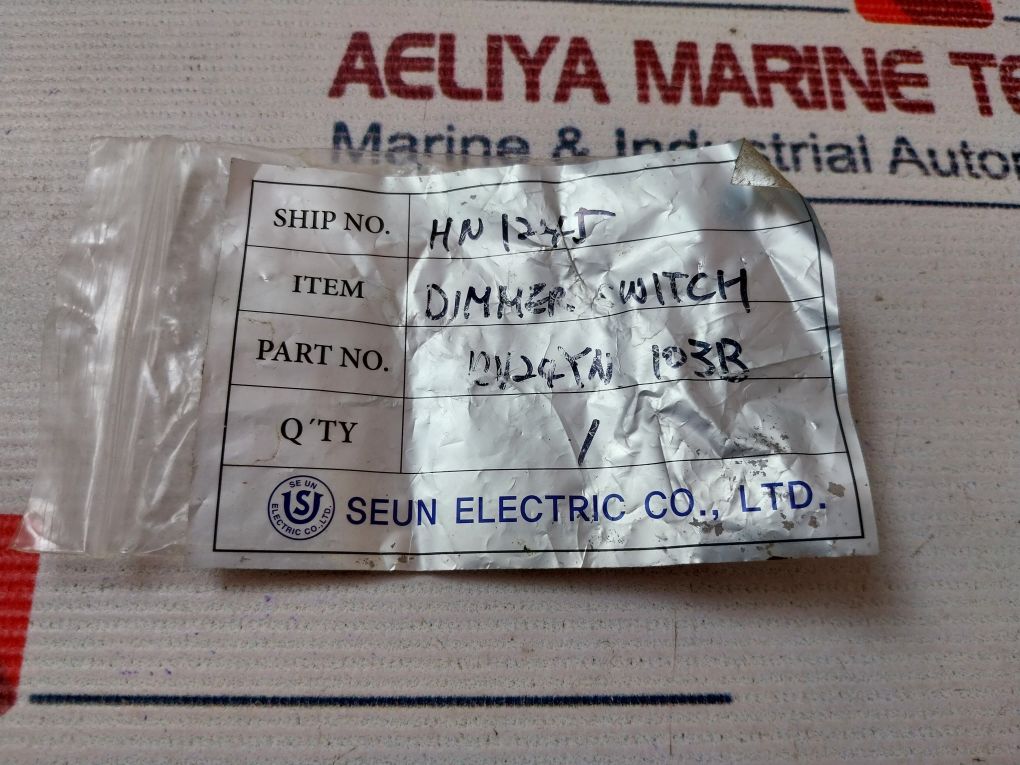 AELIYA MARINE TE
Marine & Industrial Autom
SHIP NO. HN 1245
ITEM DIMMER SWITCH
PART NO. 103B
Q´TY 1
SE UN
USJ
ELECTRIC CO.,LTD.
SEUN ELECTRIC CO., LTD.